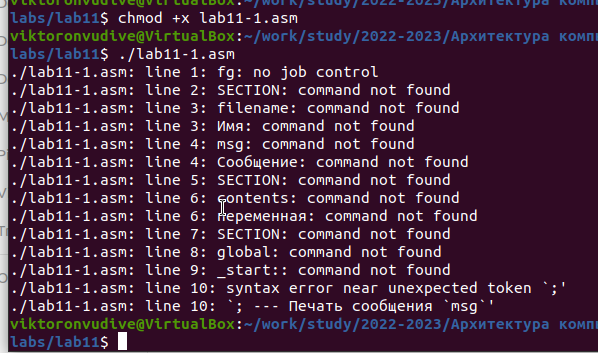 labs/lab11$ chmod +x lab11-1.asm
viktoronvudive@VirtualBox:~/work/study/2022-2023/Архитектура комп
labs/lab11$ ./lab11-1.asm
./lab11-1.asm: line 1: fg: no job control
./lab11-1.asm: line 2: SECTION: command not found
./lab11-1.asm: line 3: filename: command not found
./lab11-1.asm: line 3: Имя: command not found
./lab11-1.asm: line 4: msg: command not found
./lab11-1.asm: line 4: Сообщение: command not found
./lab11-1.asm: line 5: SECTION: command not found
./lab11-1.asm: line 6: contents: command not found
./lab11-1.asm: line 6: переменная: command not found
./lab11-1.asm: line 7: SECTION: command not found
./lab11-1.asm: line 8: global: command not found
./lab11-1.asm: line 9: _start:: command not found
./lab11-1.asm: line 10: syntax error near unexpected token `;'
./lab11-1.asm: line 10: `; --- Печать сообщения `msg`'
viktoronvudive@VirtualBox:~/work/study/2022-2023/Архитектура комп
labs/lab11$